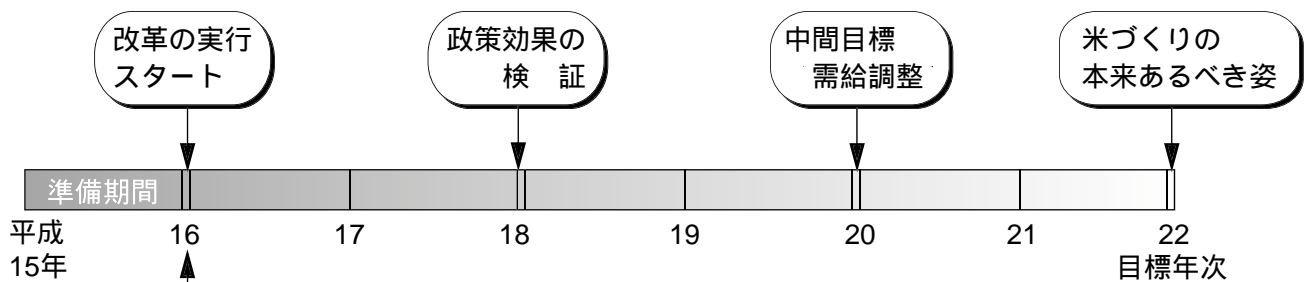 改革の実行
スタート
政策効果の
検　証
中間目標
需給調整
米づくりの
本来あるべき姿
準備期間
平成
15年
16
17
18
19
20
21
22
目標年次